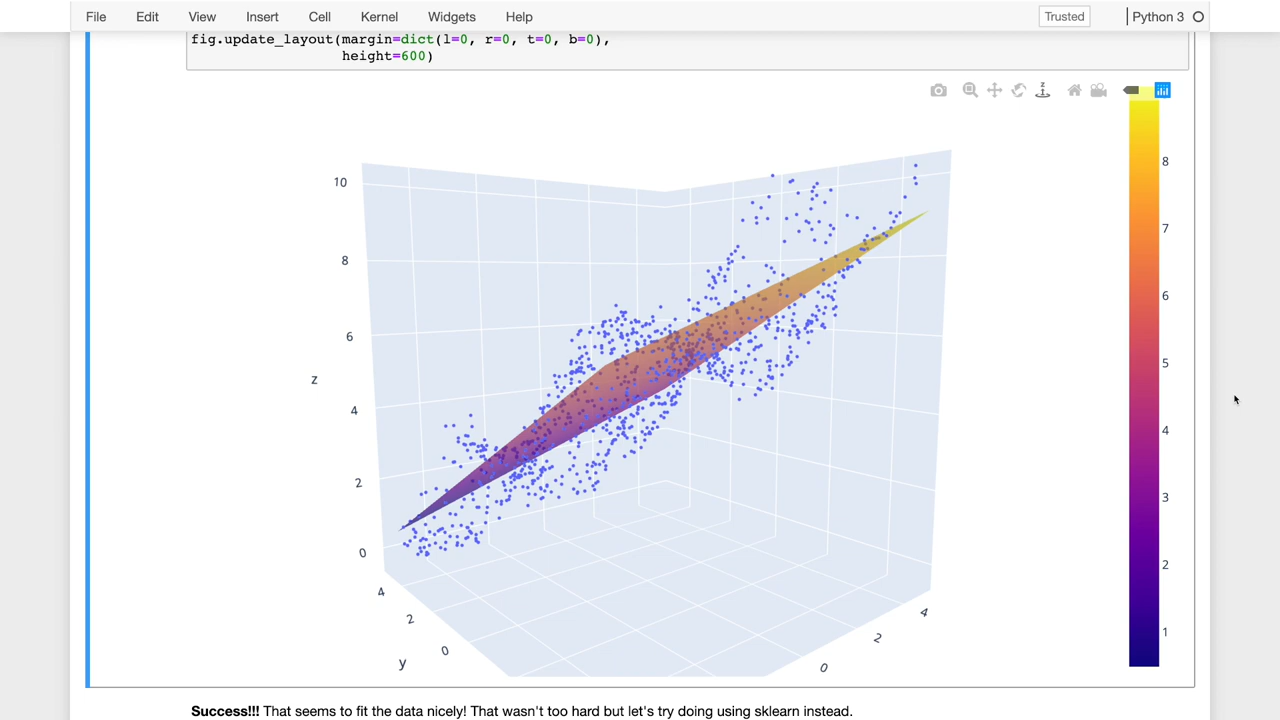 File Edit View Insert Cell Kernel Widgets Help Trusted Python 3
fig.update_layout(margin=dict(l=0, r=0, t=0, b=0),
height=600)
z
10
8
6
z
4
2
0
4
2
0
y
0
2
4
8
7
6
5
4
3
2
1
Success!!! That seems to fit the data nicely! That wasn't too hard but let's try doing using sklearn instead.